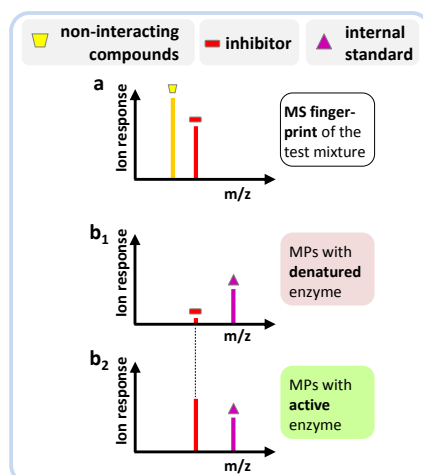 non-interacting
compounds
inhibitor
internal
standard
a
Ion response
m/z
MS finger-
print of the
test mixture
b1
Ion response
m/z
MPs with
denatured
enzyme
b2
Ion response
m/z
MPs with
active
enzyme